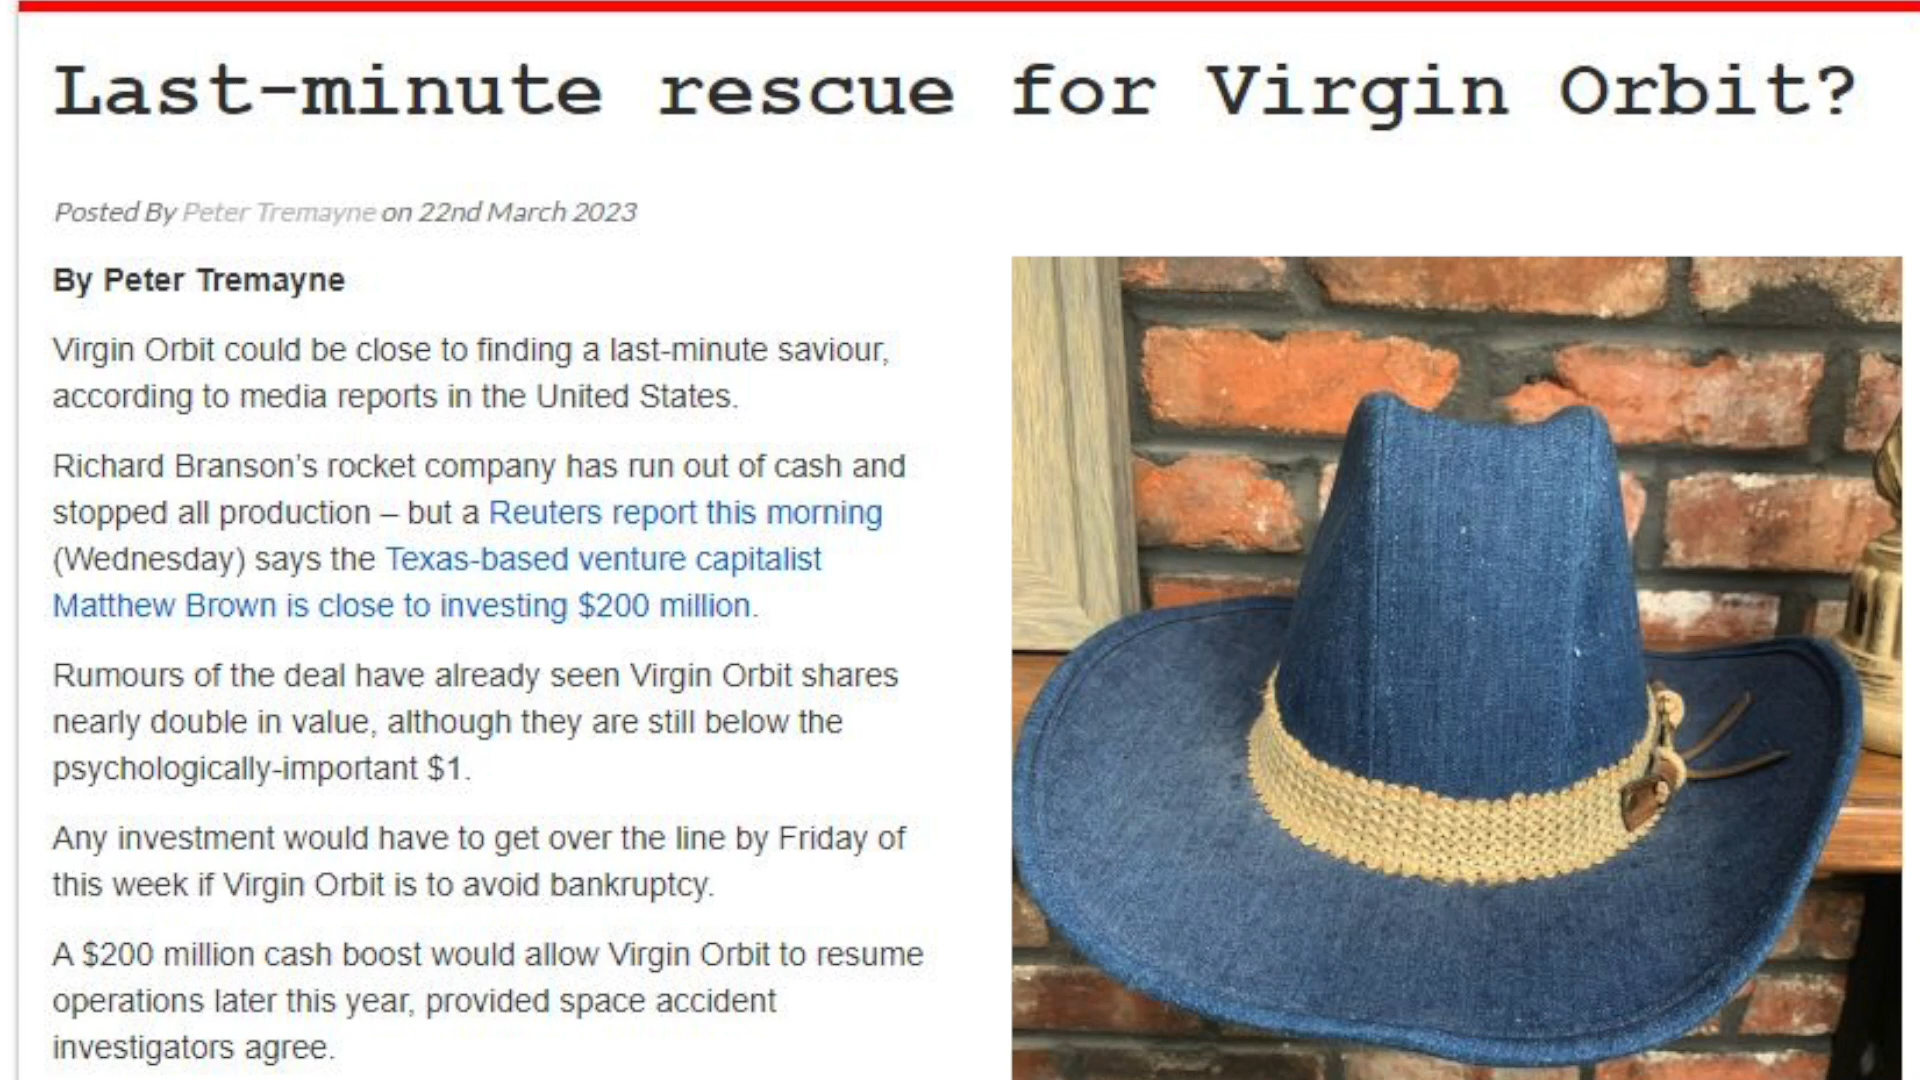 Last-minute rescue for Virgin Orbit?
Posted By Peter Tremayne on 22nd March 2023
By Peter Tremayne
Virgin Orbit could be close to finding a last-minute saviour,
according to media reports in the United States.
Richard Branson’s rocket company has run out of cash and
stopped all production – but a Reuters report this morning
(Wednesday) says the Texas-based venture capitalist
Matthew Brown is close to investing $200 million.
Rumours of the deal have already seen Virgin Orbit shares
nearly double in value, although they are still below the
psychologically-important $1.
Any investment would have to get over the line by Friday of
this week if Virgin Orbit is to avoid bankruptcy.
A $200 million cash boost would allow Virgin Orbit to resume
operations later this year, provided space accident
investigators agree.